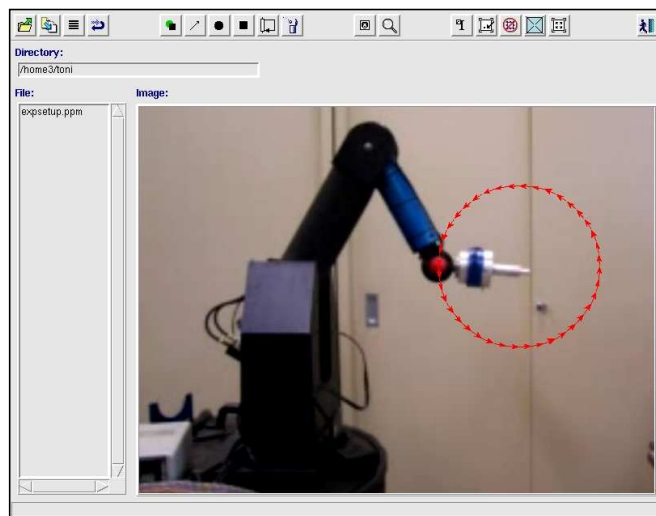 Directory:
/home3/toni
File:
Image:
expsetup.ppm